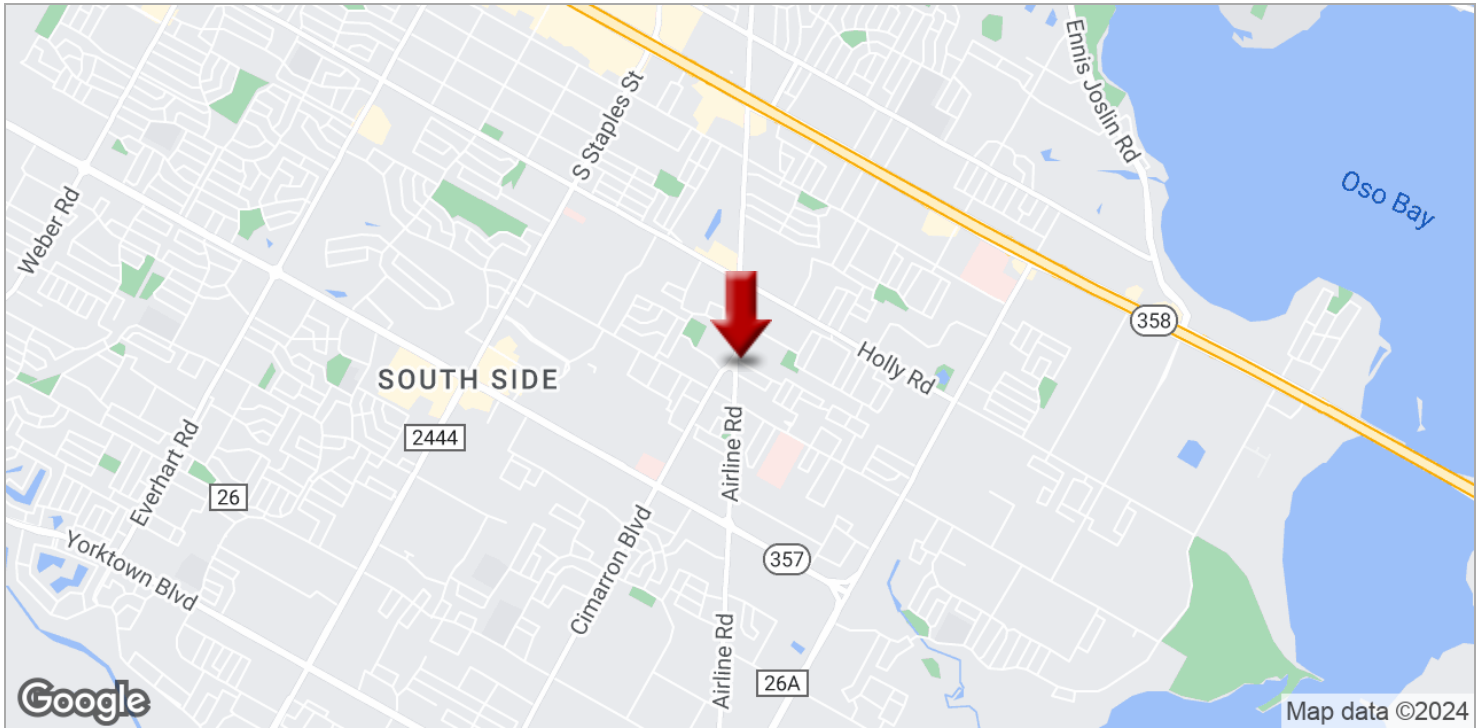 Ennis Joslin Rd
S Staples St
Oso Bay
Weber Rd
358
Holly Rd
SOUTH SIDE
2444
Airline Rd
Everhart Rd
26
Yorktown Blvd
Cimarron Blvd
357
Airline Rd
26A
Google
Map data ©2024